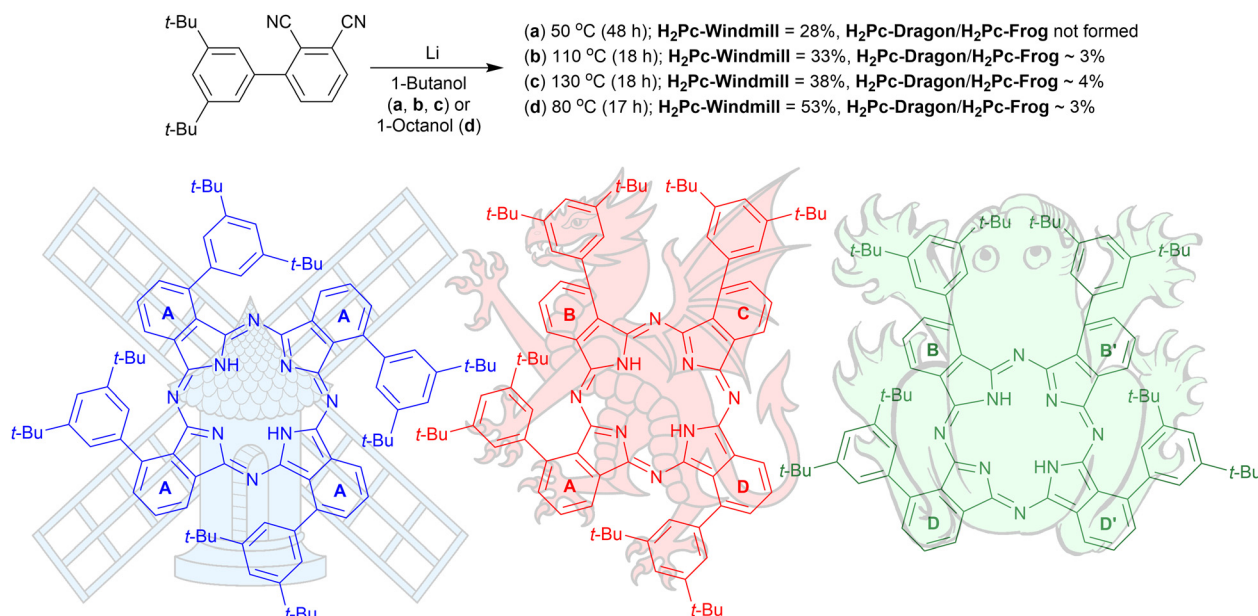 t-Bu
CN
CN
t-Bu
Li
1-Butanol
(a, b, c) or
1-Octanol (d)
(a) 50 °C (48 h); H₂Pc-Windmill = 28%, H₂Pc-Dragon/H₂Pc-Frog not formed
(b) 110 °C (18 h); H₂Pc-Windmill = 33%, H₂Pc-Dragon/H₂Pc-Frog ~ 3%
(c) 130 °C (18 h); H₂Pc-Windmill = 38%, H₂Pc-Dragon/H₂Pc-Frog ~ 4%
(d) 80 °C (17 h); H₂Pc-Windmill = 53%, H₂Pc-Dragon/H₂Pc-Frog ~ 3%
t-Bu
t-Bu
A
A
N
NH
N
t-Bu
t-Bu
N
N
t-Bu
N
HN
t-Bu
N
A
A
t-Bu
t-Bu
t-Bu
t-Bu
t-Bu
t-Bu
B
C
N
NH
N
t-Bu
N
N
t-Bu
N
HN
N
A
D
t-Bu
t-Bu
t-Bu
t-Bu
t-Bu
t-Bu
B
B'
N
NH
N
t-Bu
t-Bu
N
N
N
HN
t-Bu
t-Bu
N
D
D'